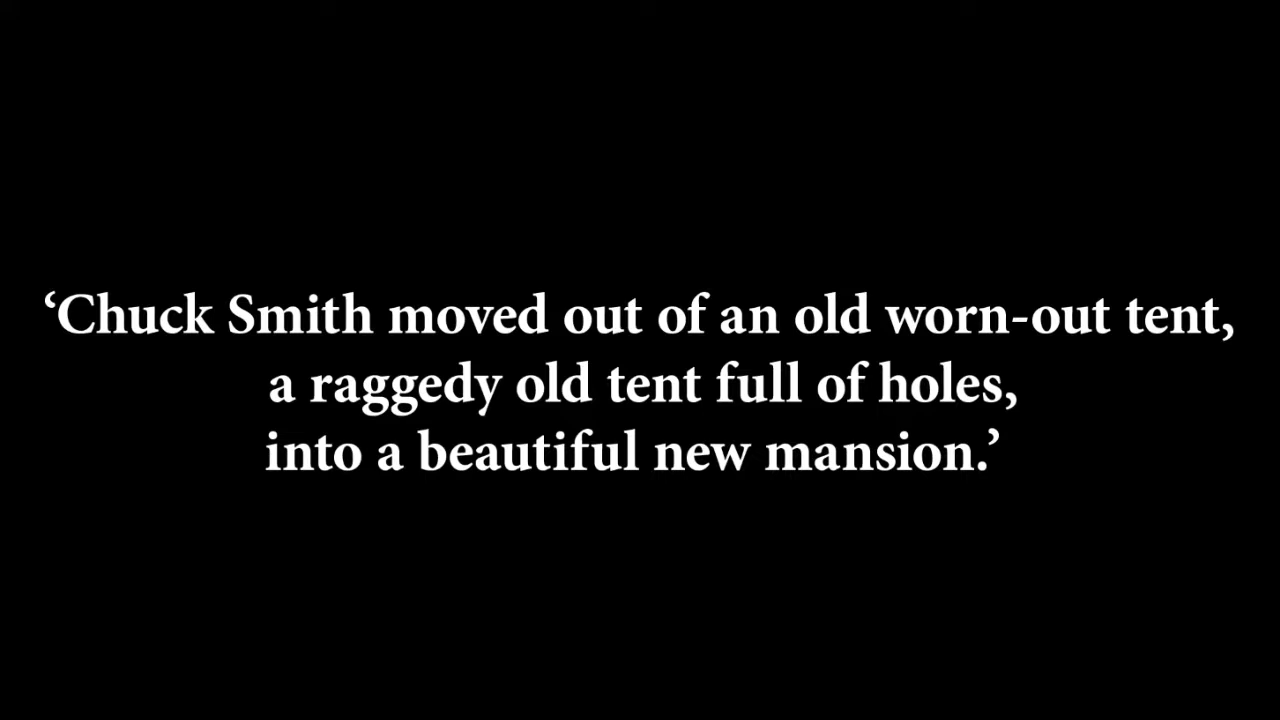 ‘Chuck Smith moved out of an old worn-out tent,
a raggedy old tent full of holes,
into a beautiful new mansion.’